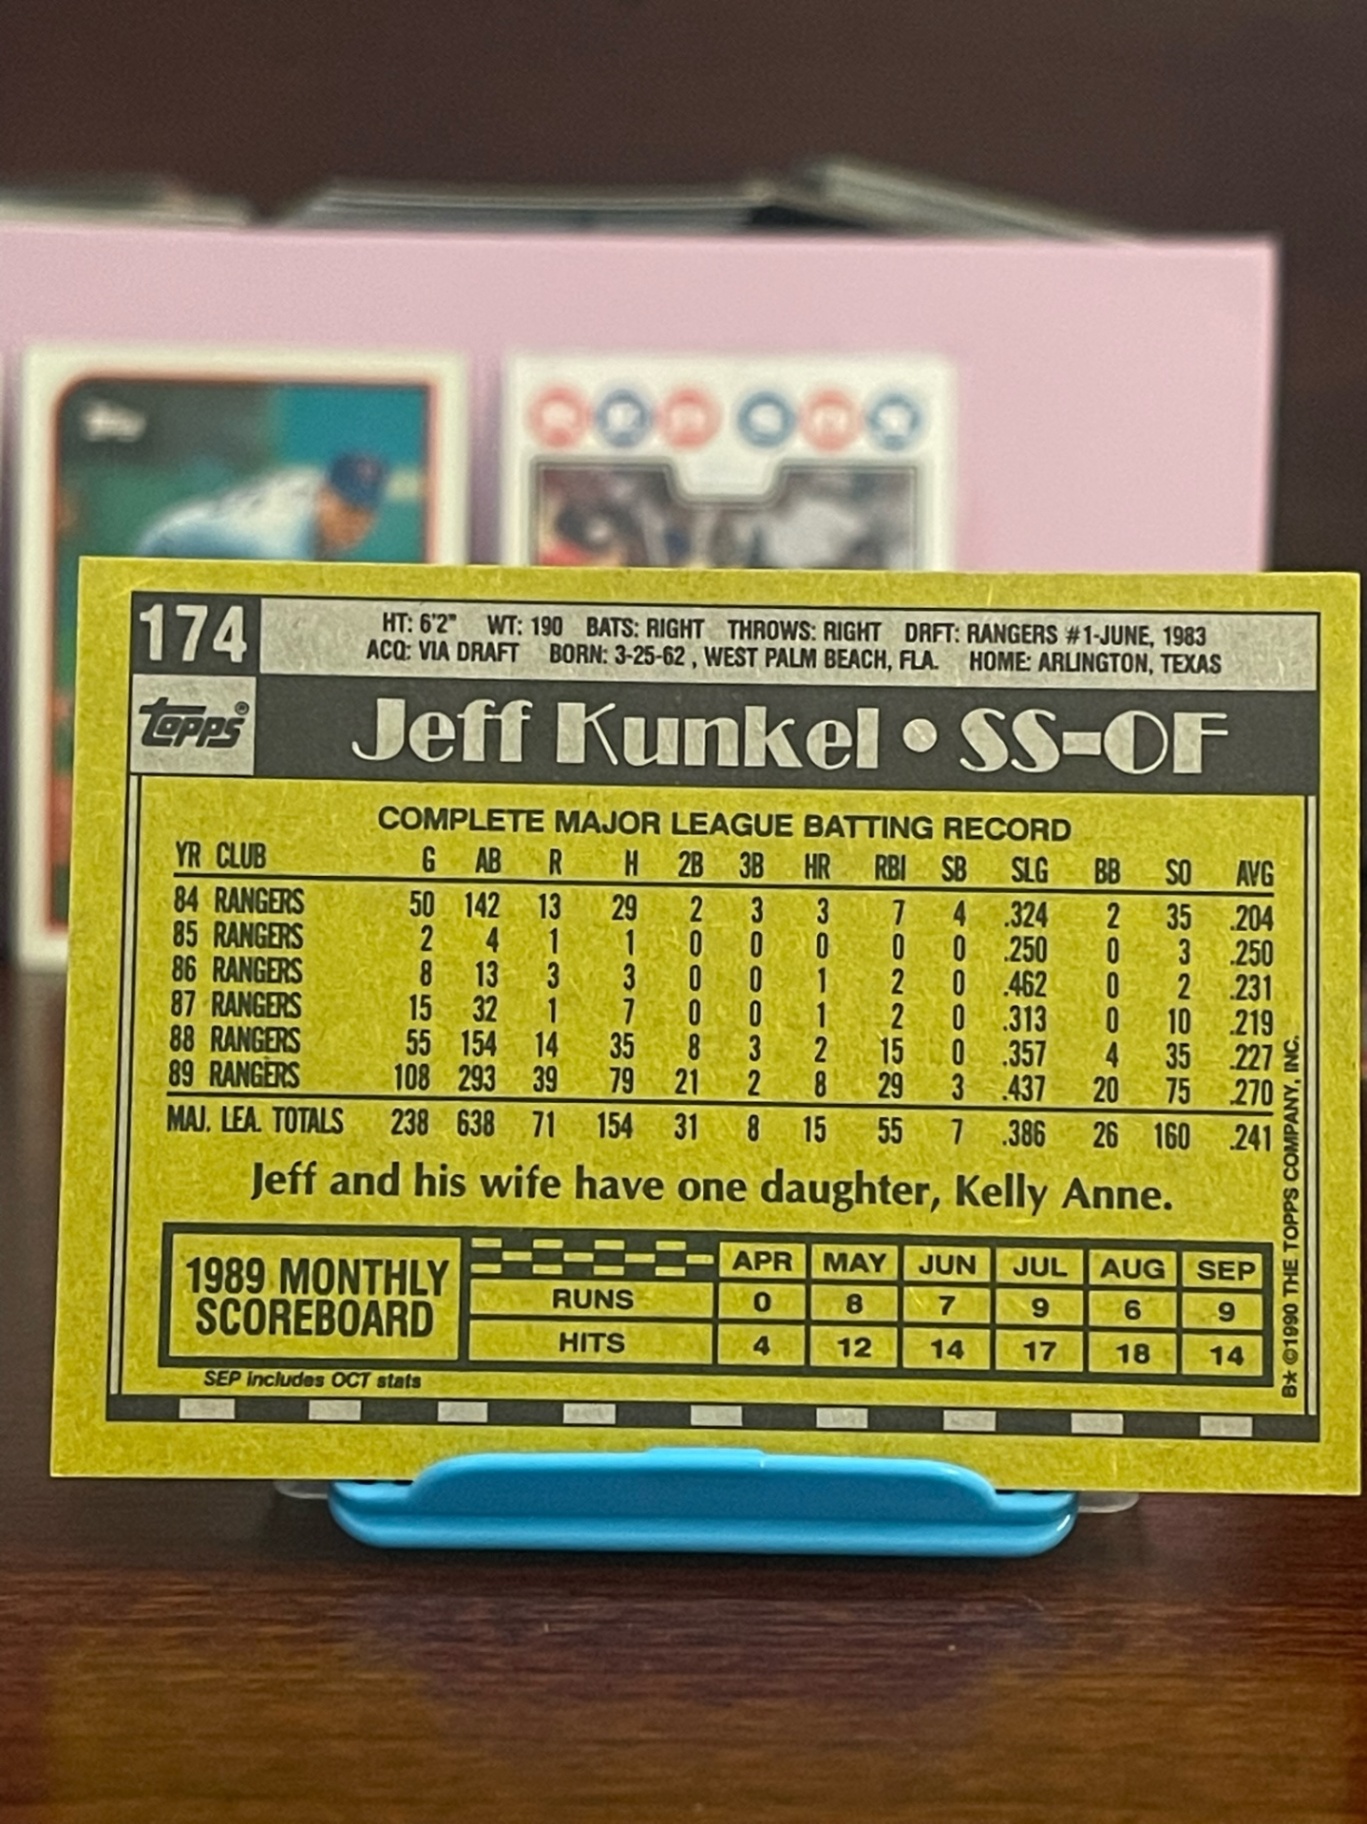 174
HT: 6'2" WT: 190 BATS: RIGHT THROWS: RIGHT DRFT: RANGERS #1-JUNE, 1983
ACQ: VIA DRAFT BORN: 3-25-62, WEST PALM BEACH, FLA. HOME: ARLINGTON, TEXAS
Topps®
Jeff Kunkel • SS-OF
COMPLETE MAJOR LEAGUE BATTING RECORD
YR CLUB G AB R H 2B 3B HR RBI SB SLG BB SO AVG
84 RANGERS 50 142 13 29 2 3 3 7 4 .324 2 35 .204
85 RANGERS 2 4 1 1 0 0 0 0 0 .250 0 3 .250
86 RANGERS 8 13 3 3 0 0 1 2 0 .462 0 2 .231
87 RANGERS 15 32 1 7 0 0 1 2 0 .313 0 10 .219
88 RANGERS 55 154 14 35 8 3 2 15 0 .357 4 35 .227
89 RANGERS 108 293 39 79 21 2 8 29 3 .437 20 75 .270
MAJ. LEA. TOTALS 238 638 71 154 31 8 15 55 7 .386 26 160 .241
Jeff and his wife have one daughter, Kelly Anne.
1989 MONTHLY
SCOREBOARD
APR MAY JUN JUL AUG SEP
RUNS 0 8 7 9 6 9
HITS 4 12 14 17 18 14
SEP includes OCT stats
B* ©1990 THE TOPPS COMPANY, INC.